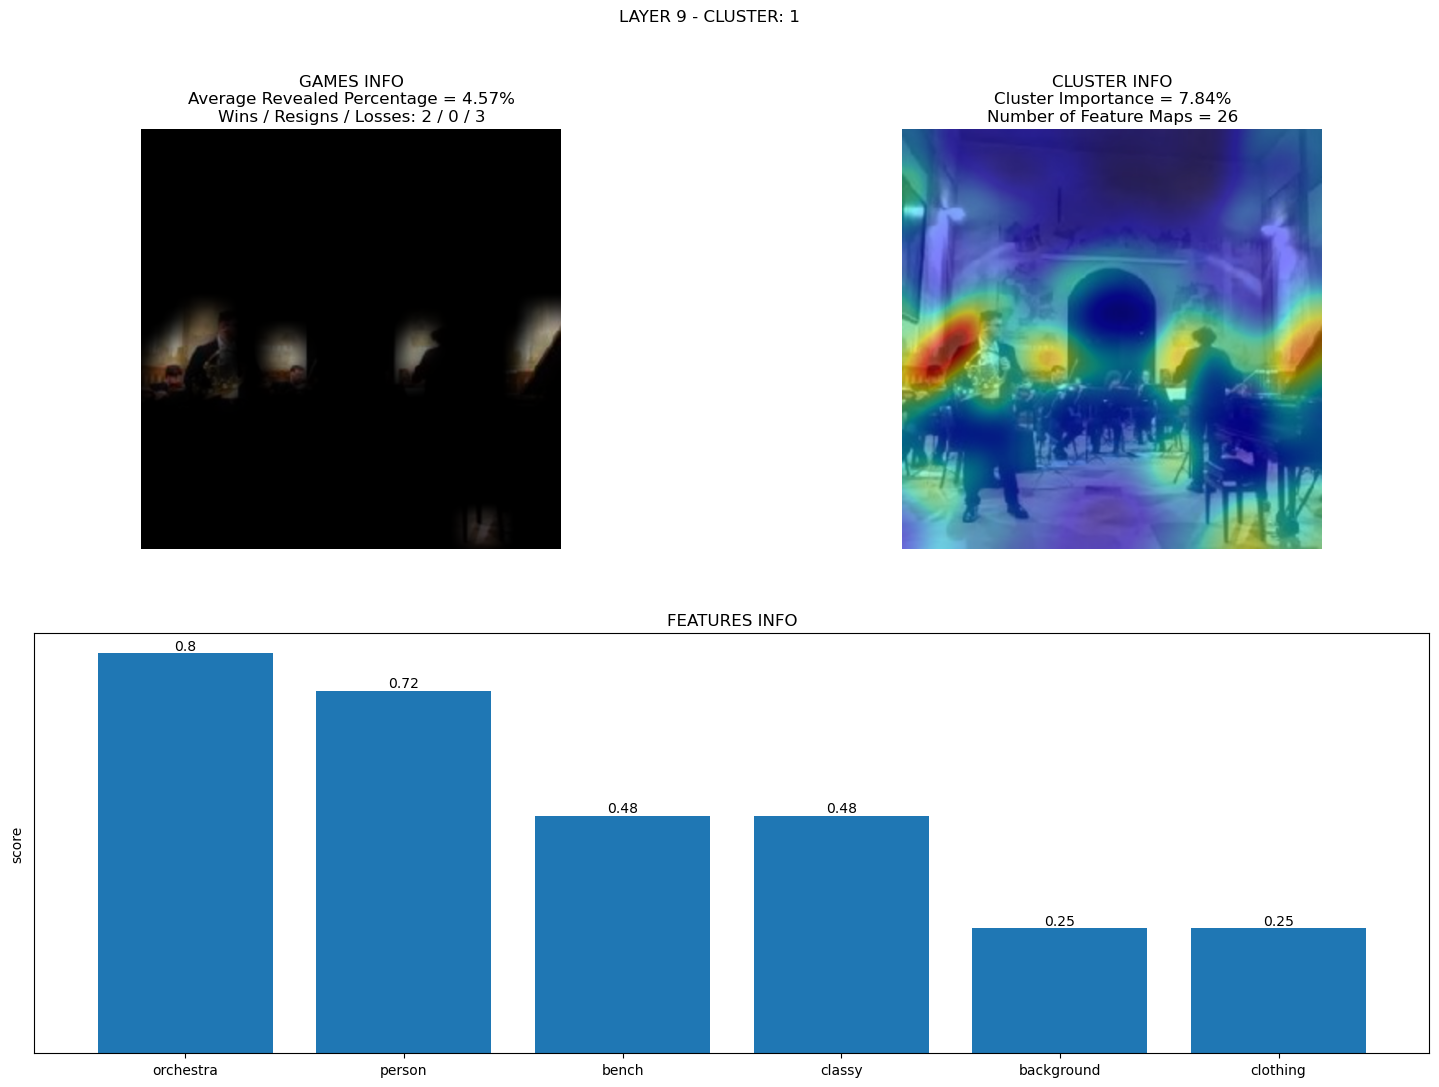 LAYER 9 - CLUSTER: 1
GAMES INFO
Average Revealed Percentage = 4.57%
Wins / Resigns / Losses: 2 / 0 / 3
CLUSTER INFO
Cluster Importance = 7.84%
Number of Feature Maps = 26
FEATURES INFO
score
0.8
0.72
0.48
0.48
0.25
0.25
orchestra
person
bench
classy
background
clothing